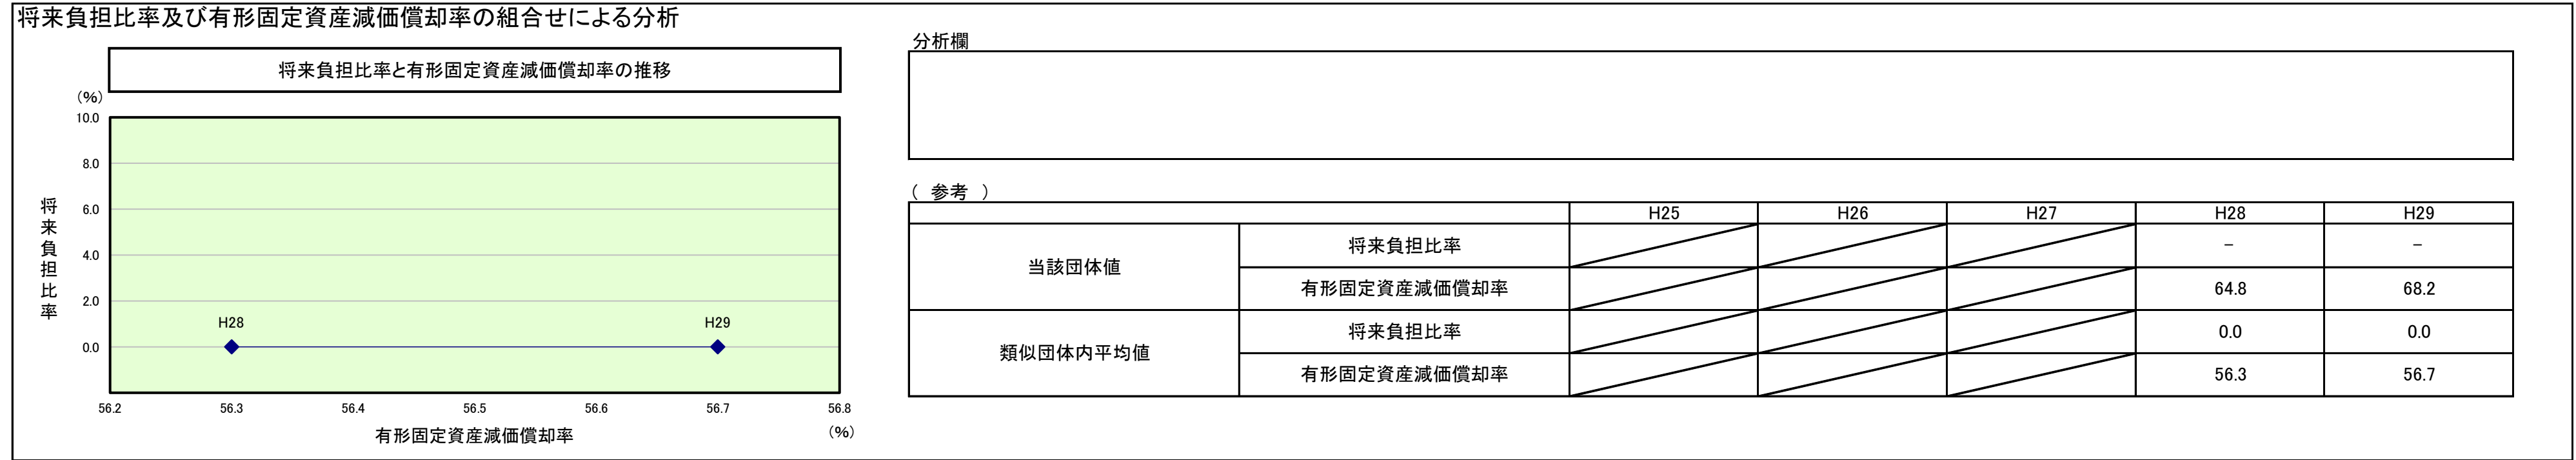 将来負担比率及び有形固定資産減価償却率の組合せによる分析
将来負担比率と有形固定資産減価償却率の推移
(%)
10.0
8.0
6.0
4.0
2.0
0.0
将来負担比率
H28
H29
56.2 56.3 56.4 56.5 56.6 56.7 56.8
有形固定資産減価償却率
(%)
分析欄
( 参考 )
H25 H26 H27 H28 H29
当該団体値
将来負担比率 － －
有形固定資産減価償却率 64.8 68.2
類似団体内平均値
将来負担比率 0.0 0.0
有形固定資産減価償却率 56.3 56.7